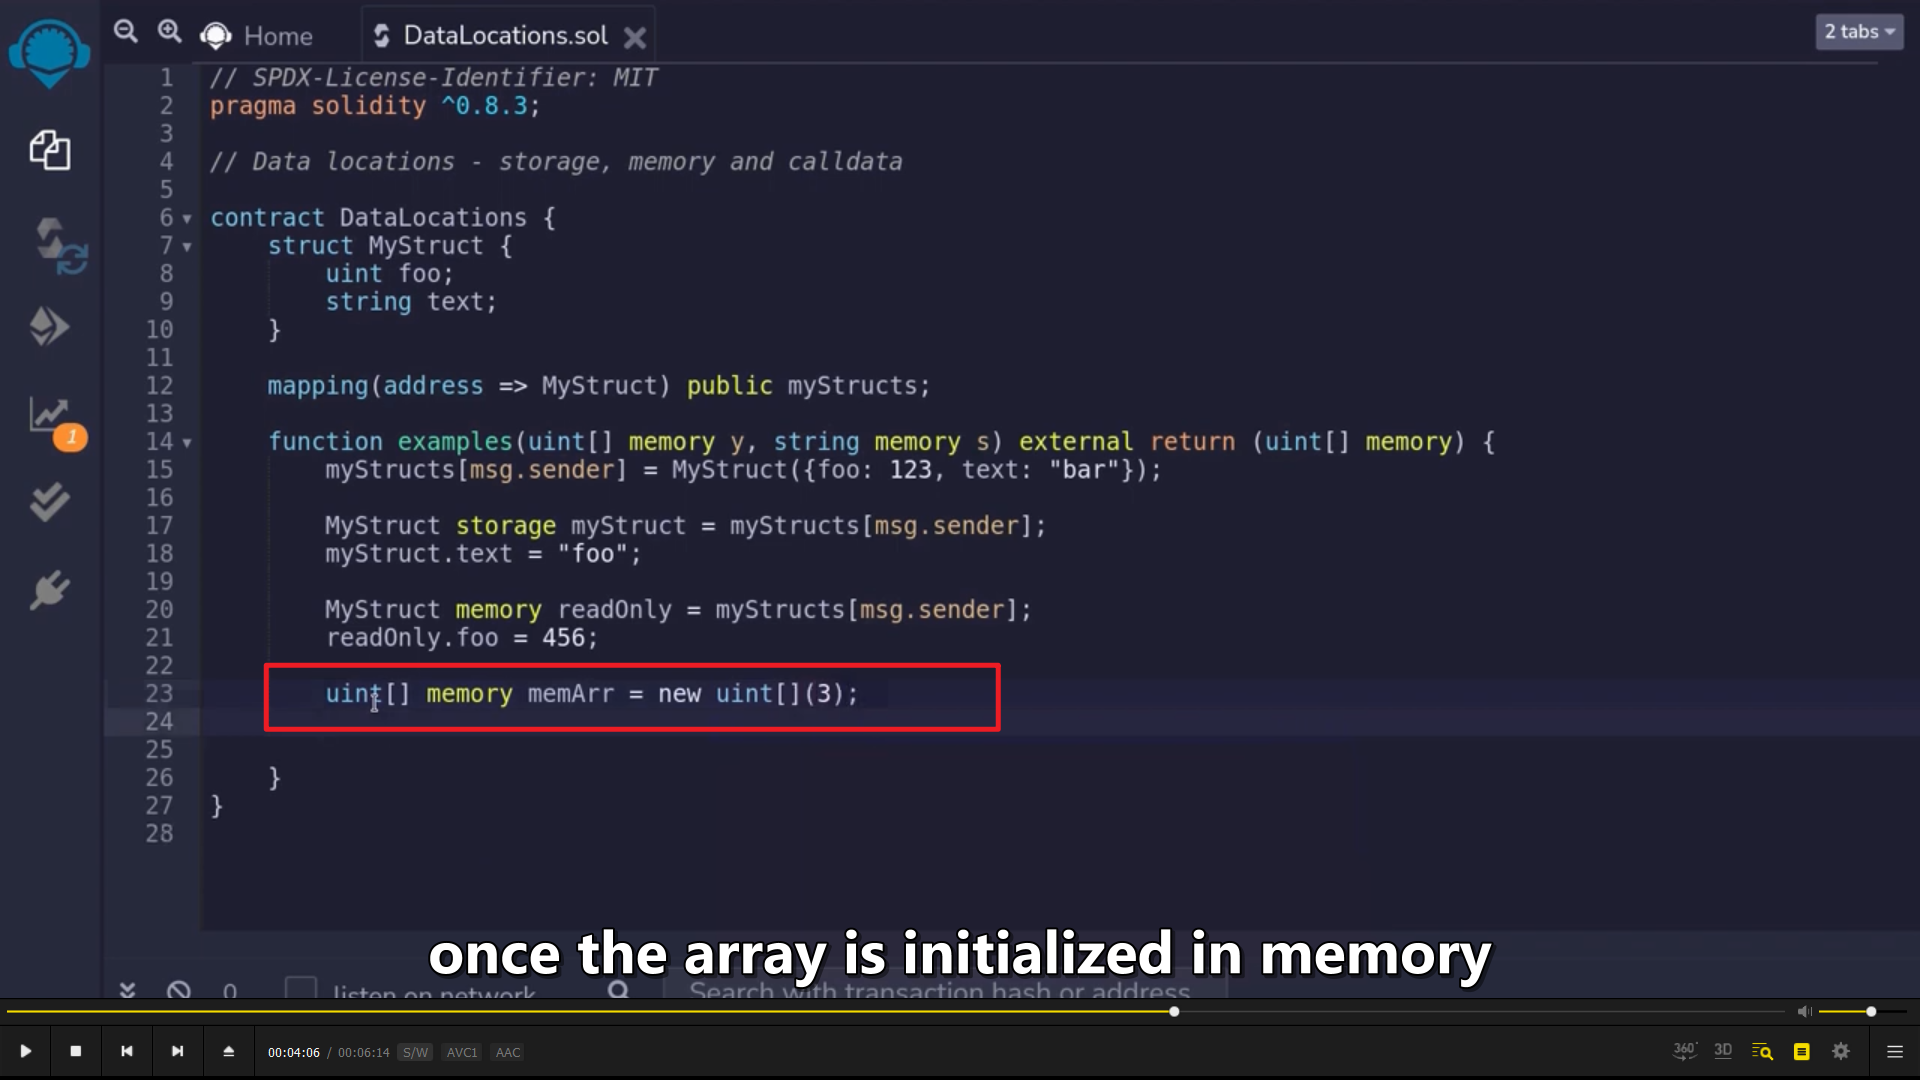 Home
DataLocations.sol
2 tabs
1 // SPDX-License-Identifier: MIT
2 pragma solidity ^0.8.3;
3
4 // Data locations - storage, memory and calldata
5
6 contract DataLocations {
7 struct MyStruct {
8 uint foo;
9 string text;
10 }
11
12 mapping(address => MyStruct) public myStructs;
13
14 function examples(uint[] memory y, string memory s) external return (uint[] memory) {
15 myStructs[msg.sender] = MyStruct({foo: 123, text: "bar"});
16
17 MyStruct storage myStruct = myStructs[msg.sender];
18 myStruct.text = "foo";
19
20 MyStruct memory readOnly = myStructs[msg.sender];
21 readOnly.foo = 456;
22
23 uint[] memory memArr = new uint[](3);
24
25
26 }
27 }
28
1
once the array is initialized in memory
0 listen on network Search with transaction hash or address
00:04:06 / 00:06:14 S/W AVC1 AAC 360° 3D